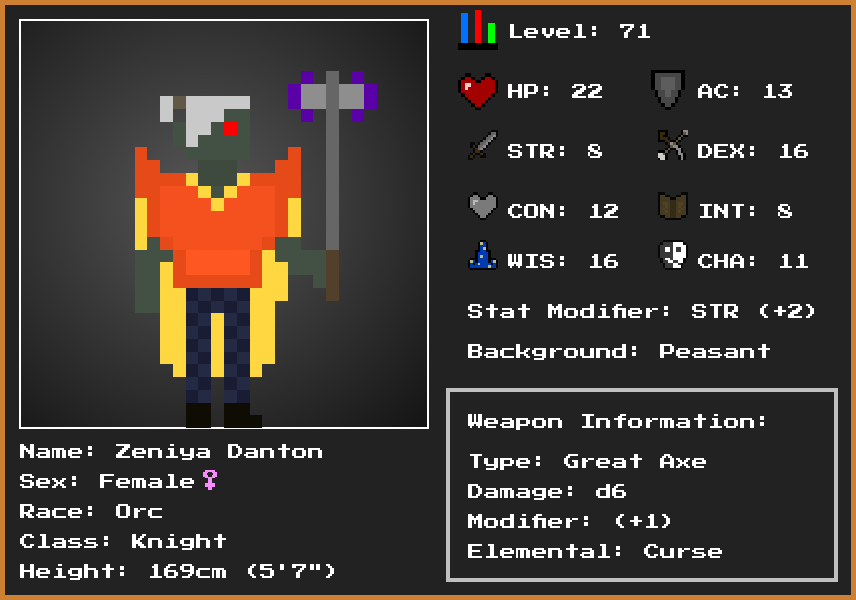 Level: 71
HP: 22
AC: 13
STR: 8
DEX: 16
CON: 12
INT: 8
WIS: 16
CHA: 11
Stat Modifier: STR (+2)
Background: Peasant
Weapon Information:
Type: Great Axe
Damage: d6
Modifier: (+1)
Elemental: Curse
Name: Zeniya Danton
Sex: Female♀
Race: Orc
Class: Knight
Height: 169cm (5'7")